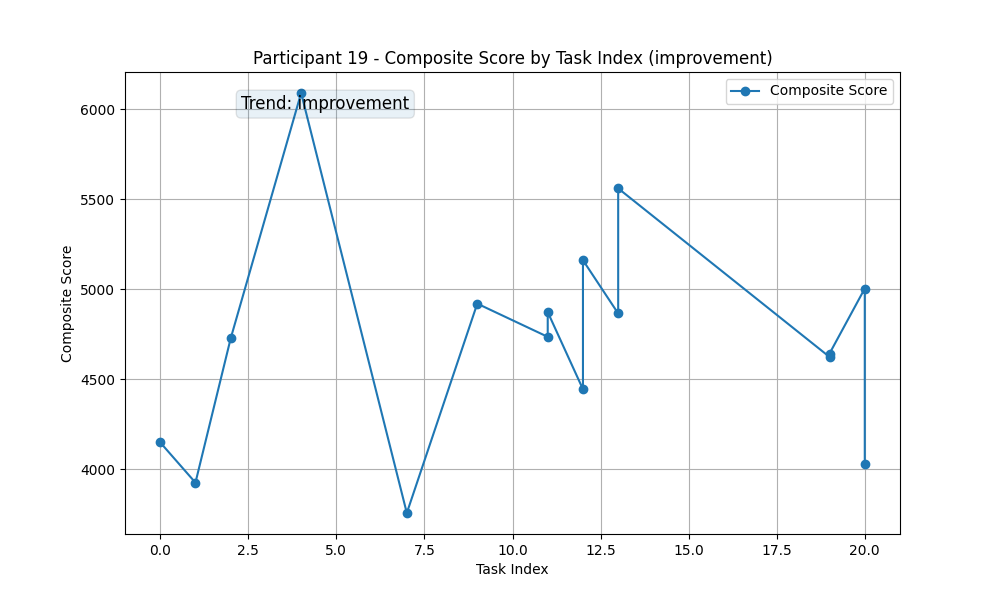 Participant 19 - Composite Score by Task Index (improvement)
Trend: improvement
Composite Score
6000
5500
5000
4500
4000
Composite Score
0.0 2.5 5.0 7.5 10.0 12.5 15.0 17.5 20.0
Task Index